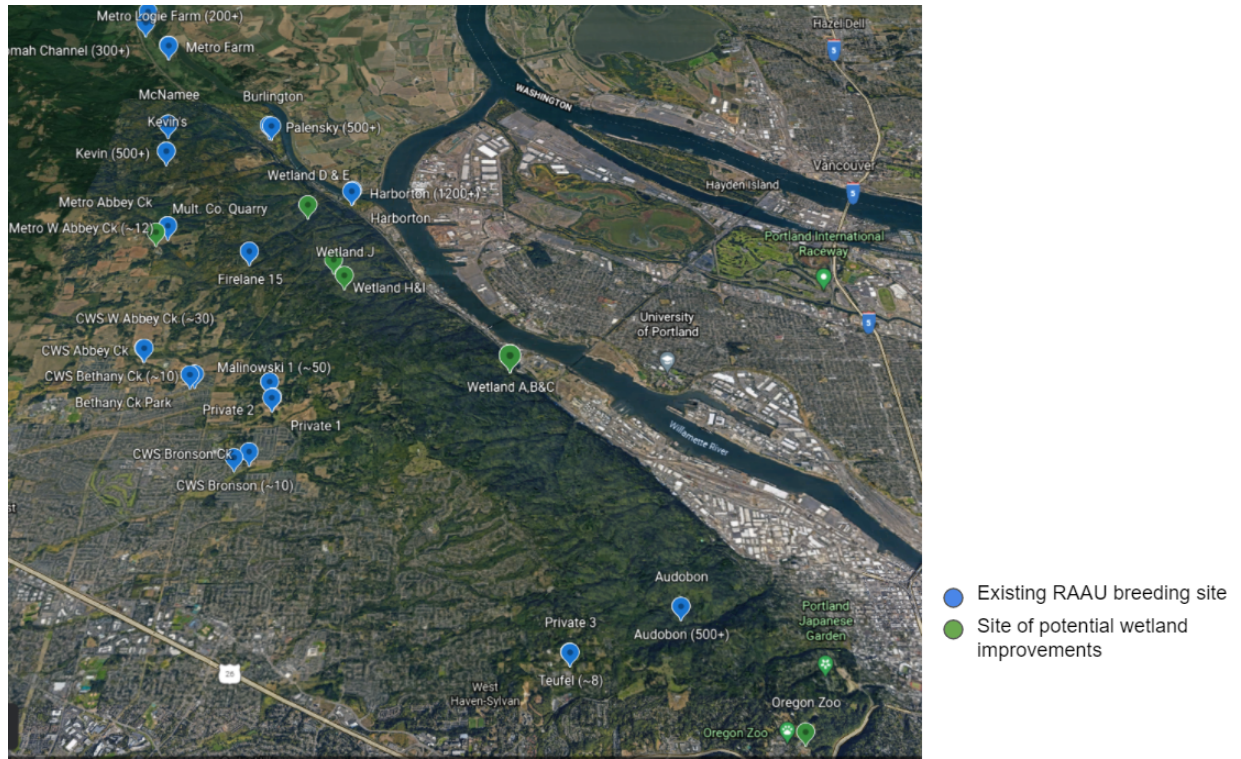 Metro Logie Farm (200+)
Hazel Dell
5
omah Channel (300+)
Metro Farm
WASHINGTON
McNamee
Burlington
Kevin's
Palensky (500+)
Kevin (500+)
Vancouver
Wetland D & E
Hayden Island
5
Metro Abbey Ck
Harborton (1200+)
Mult. Co. Quarry
Harborton
Metro W Abbey Ck (~12)
Portland International
Raceway
Wetland J
Firelane 15
Wetland H&I
CWS W Abbey Ck (~30)
University
of Portland
5
CWS Abbey Ck
Malinowski 1 (~50)
CWS Bethany Ck (~10)
Wetland A,B&C
Bethany Ck Park
Private 2
Private 1
Willamette River
CWS Bronson Ck
CWS Bronson (~10)
st
Audobon
Existing RAAU breeding site
Portland
Japanese
Garden
Private 3
Audobon (500+)
Site of potential wetland
improvements
26
Teufel (~8)
West
Haven-Sylvan
Oregon Zoo
Oregon Zoo